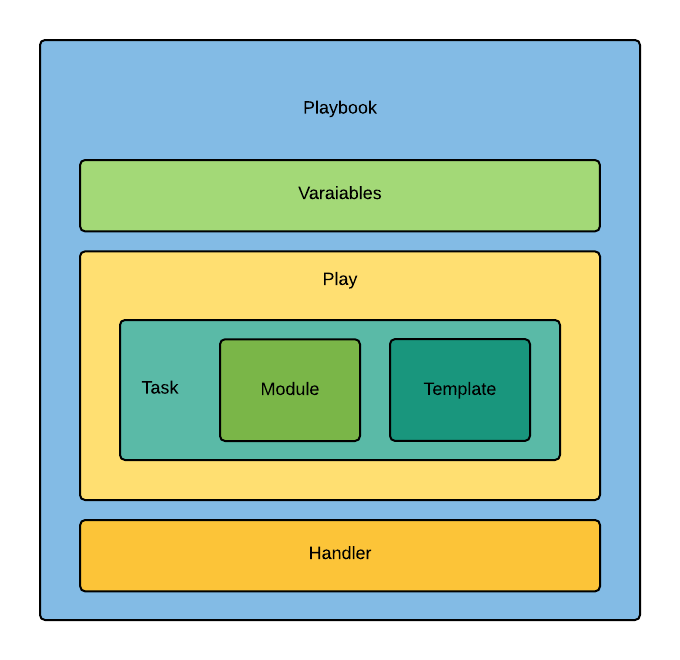 Playbook
Varaiables
Play
Task
Module
Template
Handler